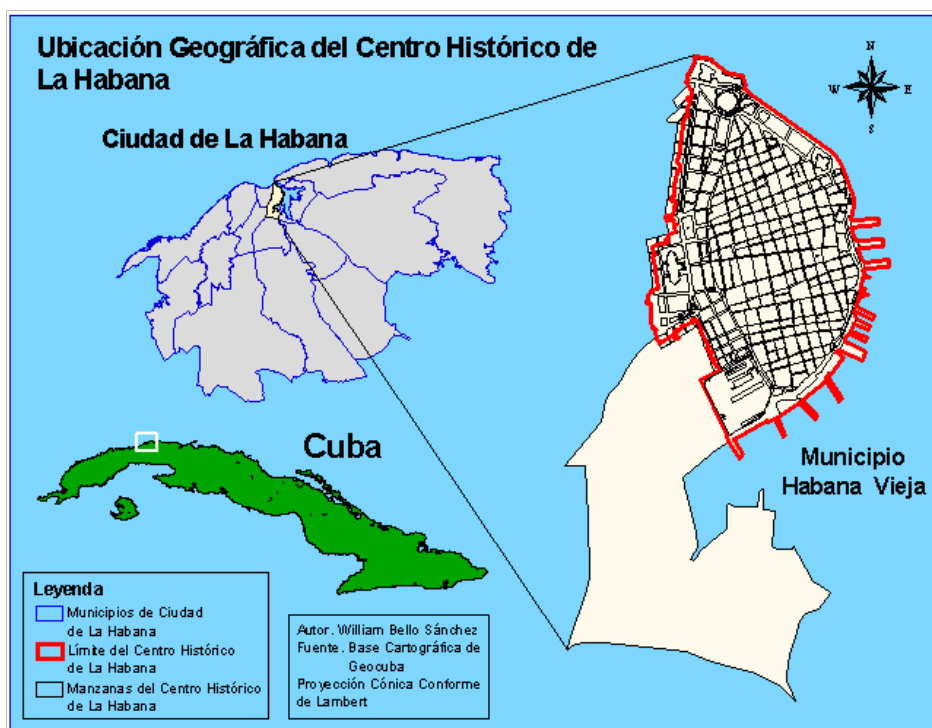 Ubicación Geográfica del Centro Histórico de
La Habana
Ciudad de La Habana
N
W
E
S
Cuba
Municipio
Habana Vieja
Leyenda
Municipios de Ciudad
de La Habana
Límite del Centro Histórico
de La Habana
Manzanas del Centro Histórico
de La Habana
Autor. William Bello Sánchez
Fuente. Base Cartográfica de
Geocuba
Proyección Cónica Conforme
de Lambert